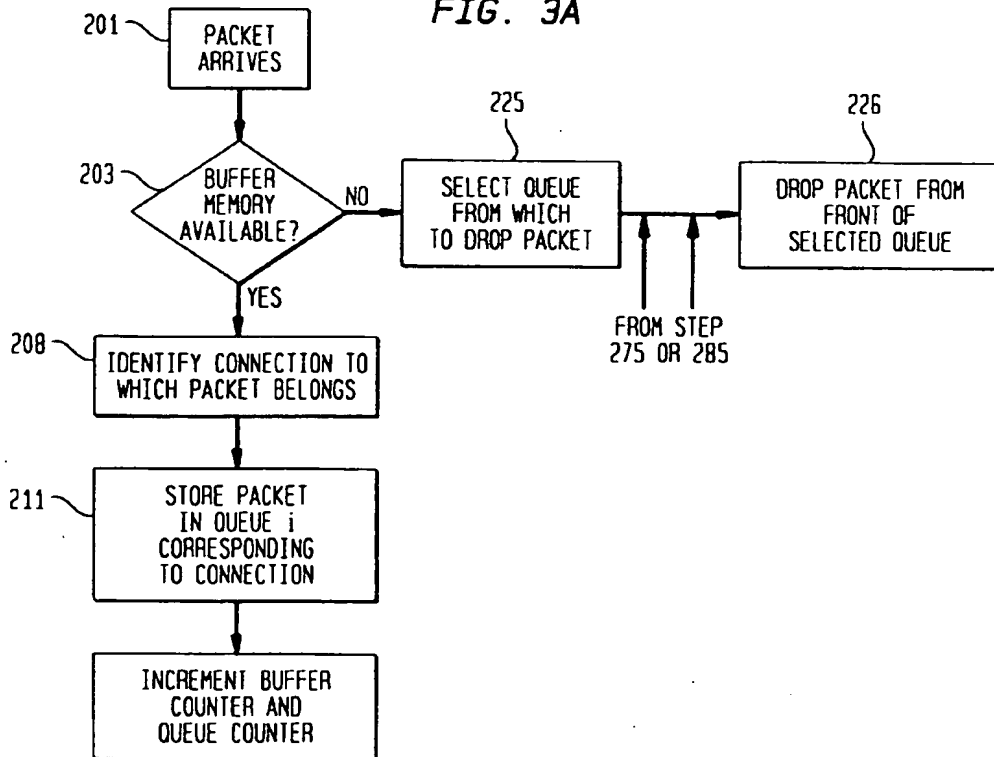 FIG. 3A
201
PACKET
ARRIVES
203
BUFFER
MEMORY
AVAILABLE?
NO
YES
225
SELECT QUEUE
FROM WHICH
TO DROP PACKET
226
DROP PACKET FROM
FRONT OF
SELECTED QUEUE
FROM STEP
275 OR 285
208
IDENTIFY CONNECTION TO
WHICH PACKET BELONGS
211
STORE PACKET
IN QUEUE i
CORRESPONDING
TO CONNECTION
INCREMENT BUFFER
COUNTER AND
QUEUE COUNTER